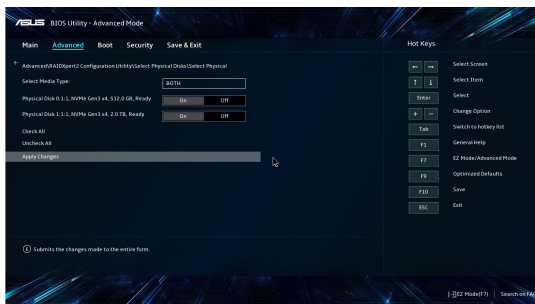 ASUS BIOS Utility - Advanced Mode
Main Advanced Boot Security Save & Exit
Hot Keys
Advanced\RAIDXpert2 Configuration Utility\Select Physical Disks\Select Physical
Select Media Type: BOTH
Physical Disk 0:1:1, NVMe Gen3 x4, 512.0 GB, Ready On Off
Physical Disk 1:1:1, NVMe Gen3 x4, 2.0 TB, Ready On Off
Check All
Uncheck All
Apply Changes
← → Select Screen
↑ ↓ Select Item
Enter Select
+ − Change Option
Tab Switch to hotkey list
F1 General Help
F7 EZ Mode/Advanced Mode
F9 Optimized Defaults
F10 Save
ESC Exit
Submits the changes made to the entire form.
EZ Mode(F7) | Search on FAQ